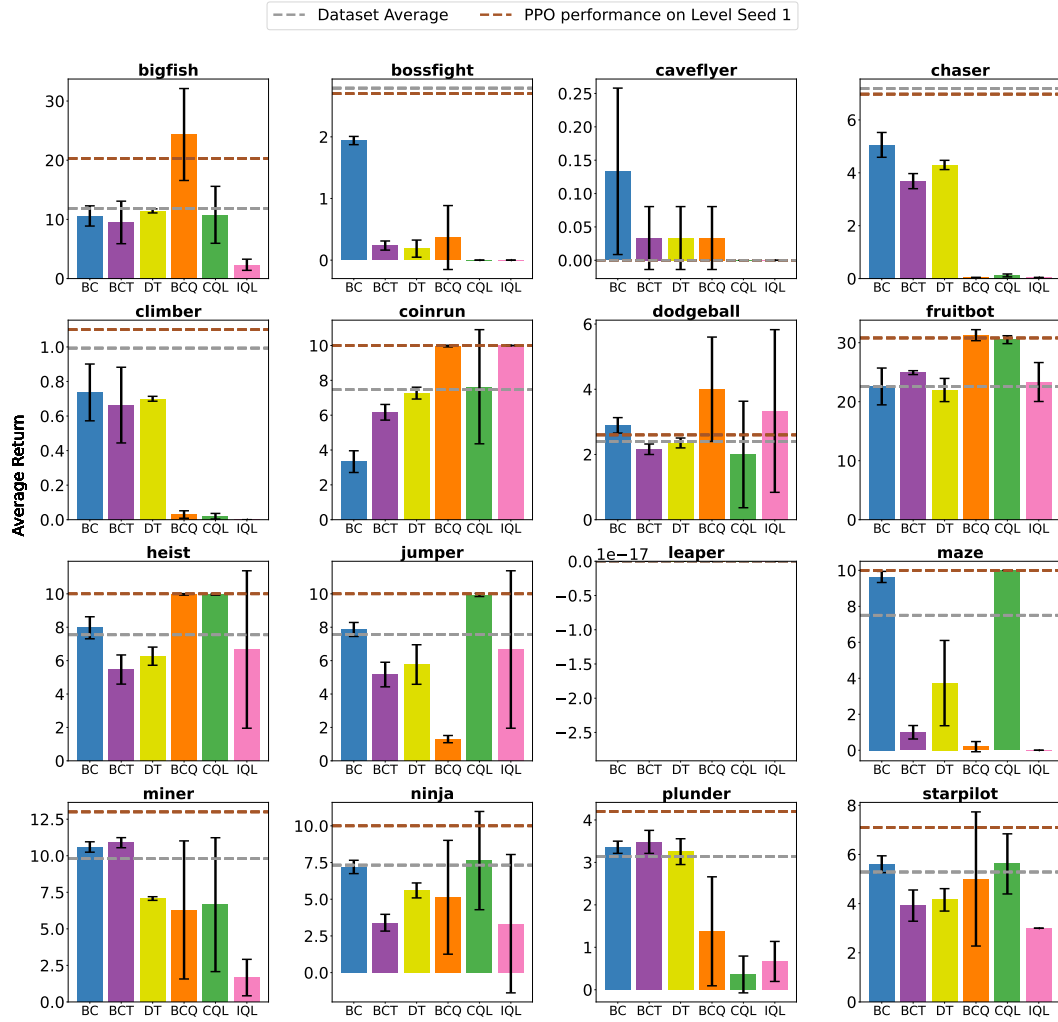 Dataset Average
PPO performance on Level Seed 1
Average Return
bigfish
30
20
10
0
BC BCT DT BCQ CQL IQL
bossfight
2
1
0
BC BCT DT BCQ CQL IQL
caveflyer
0.25
0.20
0.15
0.10
0.05
0.00
BC BCT DT BCQ CQL IQL
chaser
6
4
2
0
BC BCT DT BCQ CQL IQL
climber
1.0
0.8
0.6
0.4
0.2
0.0
BC BCT DT BCQ CQL IQL
coinrun
10
8
6
4
2
0
BC BCT DT BCQ CQL IQL
dodgeball
6
4
2
0
BC BCT DT BCQ CQL IQL
fruitbot
30
20
10
0
BC BCT DT BCQ CQL IQL
heist
10
8
6
4
2
0
BC BCT DT BCQ CQL IQL
jumper
10
8
6
4
2
0
BC BCT DT BCQ CQL IQL
leaper
1e−17
0.0
−0.5
−1.0
−1.5
−2.0
−2.5
BC BCT DT BCQ CQL IQL
maze
10
8
6
4
2
0
BC BCT DT BCQ CQL IQL
miner
12.5
10.0
7.5
5.0
2.5
0.0
BC BCT DT BCQ CQL IQL
ninja
10.0
7.5
5.0
2.5
0.0
BC BCT DT BCQ CQL IQL
plunder
4
3
2
1
0
BC BCT DT BCQ CQL IQL
starpilot
8
6
4
2
0
BC BCT DT BCQ CQL IQL